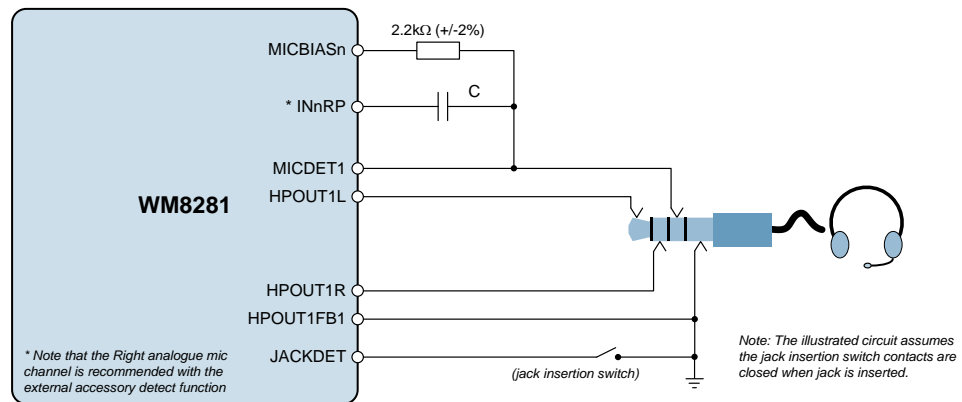 MICBIASn
2.2kΩ (+/-2%)
* INnRP
C
MICDET1
HPOUT1L
WM8281
HPOUT1R
HPOUT1FB1
JACKDET
(jack insertion switch)
* Note that the Right analogue mic
channel is recommended with the
external accessory detect function
Note: The illustrated circuit assumes
the jack insertion switch contacts are
closed when jack is inserted.